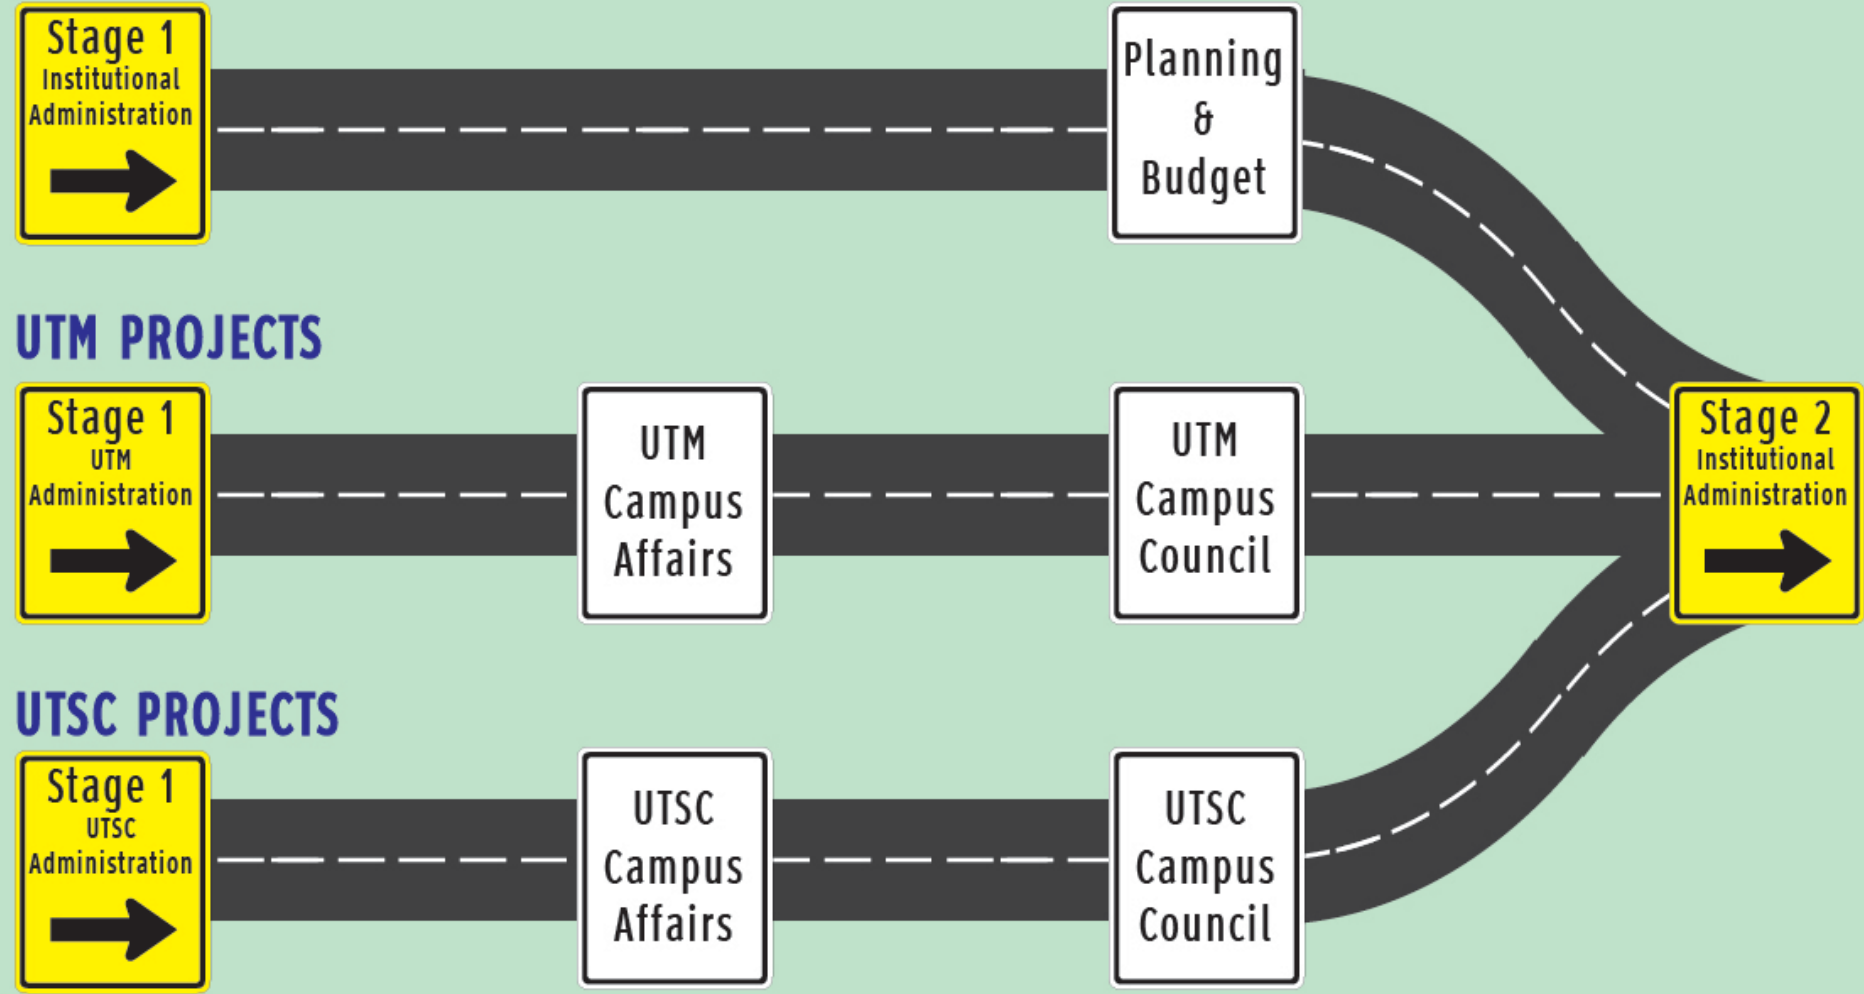 Stage 1
Institutional
Administration
Planning
&
Budget
UTM PROJECTS
Stage 1
UTM
Administration
UTM
Campus
Affairs
UTM
Campus
Council
Stage 2
Institutional
Administration
UTSC PROJECTS
Stage 1
UTSC
Administration
UTSC
Campus
Affairs
UTSC
Campus
Council